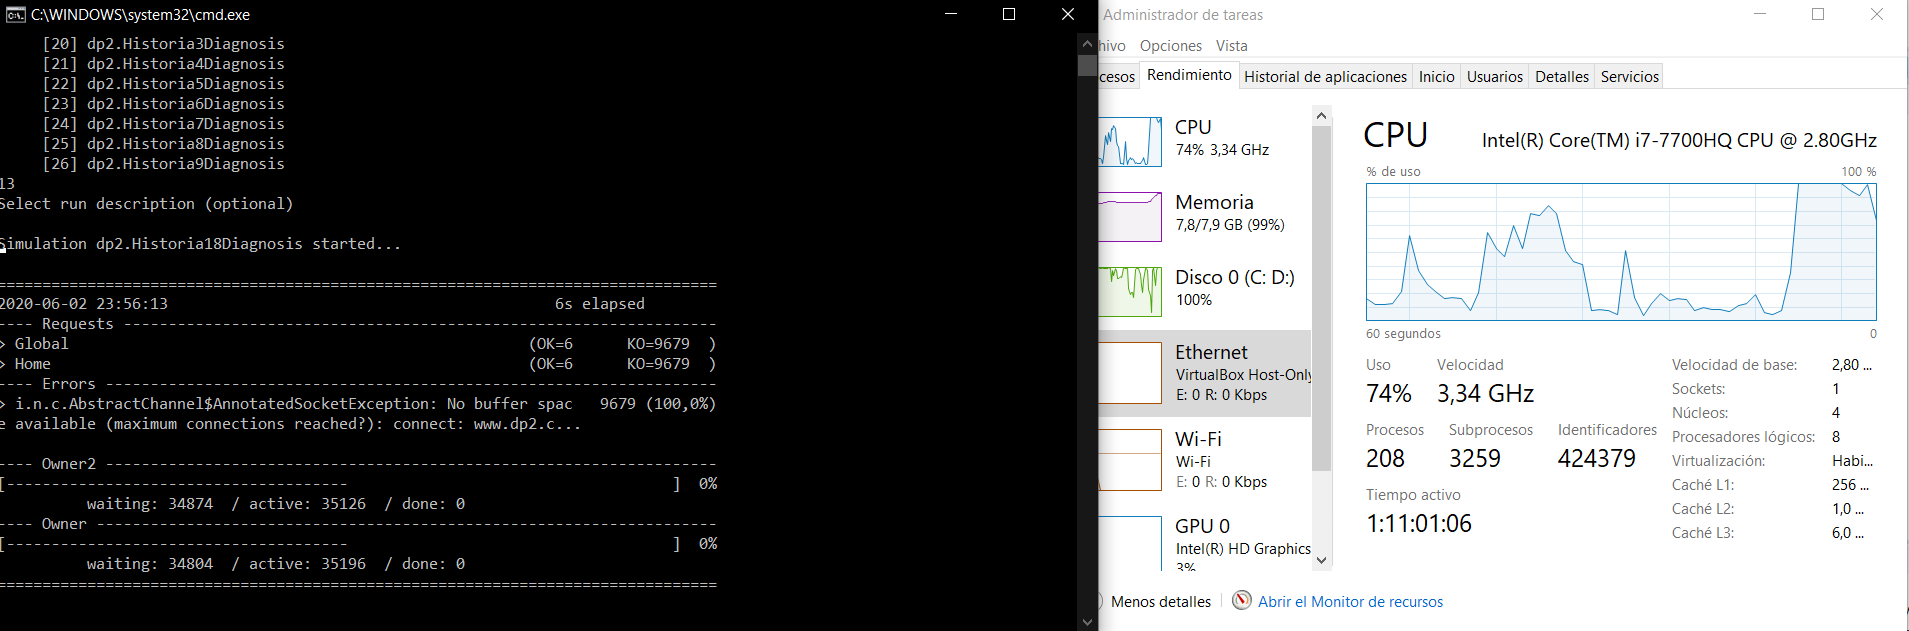 C:\WINDOWS\system32\cmd.exe
[20] dp2.Historia3Diagnosis
[21] dp2.Historia4Diagnosis
[22] dp2.Historia5Diagnosis
[23] dp2.Historia6Diagnosis
[24] dp2.Historia7Diagnosis
[25] dp2.Historia8Diagnosis
[26] dp2.Historia9Diagnosis
13
Select run description (optional)
Simulation dp2.Historia18Diagnosis started...
================================================================================
2020-06-02 23:56:13 6s elapsed
---- Requests ------------------------------------------------------------------
> Global (OK=6 KO=9679 )
> Home (OK=6 KO=9679 )
---- Errors --------------------------------------------------------------------
> i.n.c.AbstractChannel$AnnotatedSocketException: No buffer spac 9679 (100,0%)
e available (maximum connections reached?): connect: www.dp2.c...
---- Owner2 --------------------------------------------------------------------
[-------------------------------------- ] 0%
waiting: 34874 / active: 35126 / done: 0
---- Owner ---------------------------------------------------------------------
[-------------------------------------- ] 0%
waiting: 34804 / active: 35196 / done: 0
================================================================================
Administrador de tareas
hivo Opciones Vista
cesos Rendimiento Historial de aplicaciones Inicio Usuarios Detalles Servicios
CPU
74% 3,34 GHz
Memoria
7,8/7,9 GB (99%)
Disco 0 (C: D:)
100%
Ethernet
VirtualBox Host-Only
E: 0 R: 0 Kbps
Wi-Fi
Wi-Fi
E: 0 R: 0 Kbps
GPU 0
Intel(R) HD Graphics
3%
CPU Intel(R) Core(TM) i7-7700HQ CPU @ 2.80GHz
% de uso 100 %
60 segundos 0
Uso Velocidad
74% 3,34 GHz
Procesos Subprocesos Identificadores
208 3259 424379
Tiempo activo
1:11:01:06
Velocidad de base: 2,80 ...
Sockets: 1
Núcleos: 4
Procesadores lógicos: 8
Virtualización: Habi...
Caché L1: 256 ...
Caché L2: 1,0 ...
Caché L3: 6,0 ...
Menos detalles Abrir el Monitor de recursos